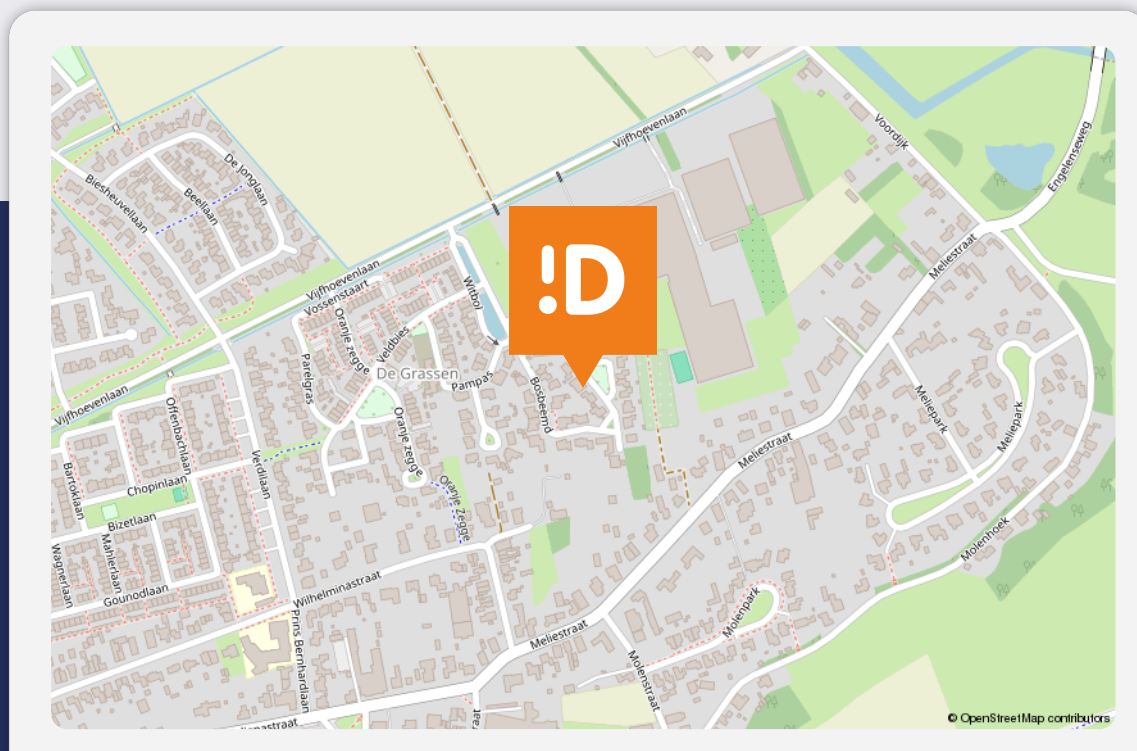 Vijfhoevenlaan
Voordijk
Engelenseweg
De Jonglaan
Biesheuvellaan
Beellaan
!D
Meliestraat
Vijfhoevenlaan
Vossenstaart
Witbol
Oranje zegge
Veldbies
Parelgras
De Grassen
Pampas
Bosbeemd
Vijfhoevenlaan
Offenbachlaan
Oranje zegge
Meliepark
Meliepark
Meliestraat
Verdilaan
Bartoklaan
Chopinlaan
Oranje zegge
Bizetlaan
Mahlerlaan
Wagnerlaan
Gounodlaan
Molenhoek
Wilhelminastraat
Prins Bernhardlaan
Molenpark
Meliestraat
Molenstraat
© OpenStreetMap contributors